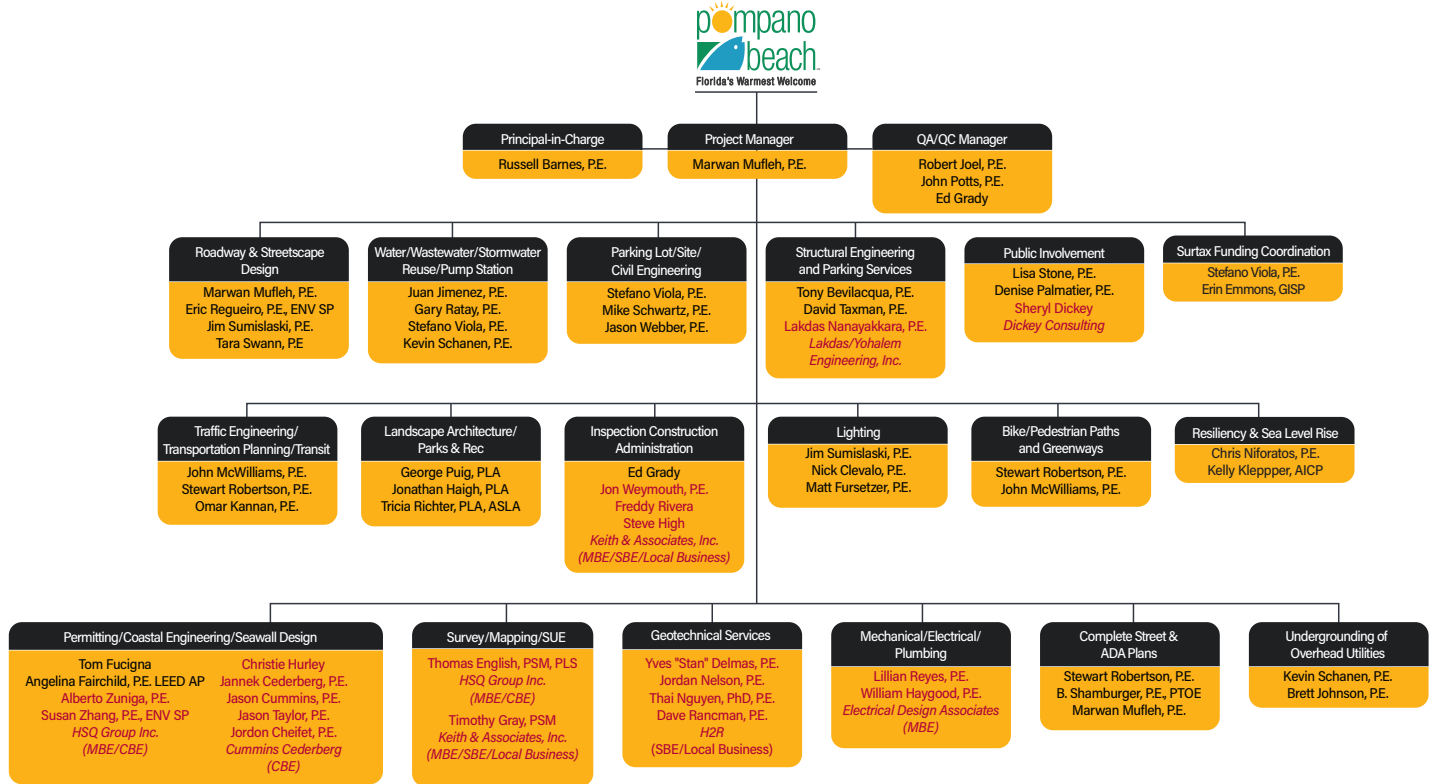 pompano
beach
Florida's Warmest Welcome
Principal-in-Charge
Russell Barnes, P.E.
Project Manager
Marwan Mufleh, P.E.
QA/QC Manager
Robert Joel, P.E.
John Potts, P.E.
Ed Grady
Roadway & Streetscape
Design
Marwan Mufleh, P.E.
Eric Regueiro, P.E., ENV SP
Jim Sumislaski, P.E.
Tara Swann, P.E
Water/Wastewater/Stormwater
Reuse/Pump Station
Juan Jimenez, P.E.
Gary Ratay, P.E.
Stefano Viola, P.E.
Kevin Schanen, P.E.
Parking Lot/Site/
Civil Engineering
Stefano Viola, P.E.
Mike Schwartz, P.E.
Jason Webber, P.E.
Structural Engineering
and Parking Services
Tony Bevilacqua, P.E.
David Taxman, P.E.
Lakdas Nanayakkara, P.E.
Lakdas/Yohalem
Engineering, Inc.
Public Involvement
Lisa Stone, P.E.
Denise Palmatier, P.E.
Sheryl Dickey
Dickey Consulting
Surtax Funding Coordination
Stefano Viola, P.E.
Erin Emmons, GISP
Traffic Engineering/
Transportation Planning/Transit
John McWilliams, P.E.
Stewart Robertson, P.E.
Omar Kannan, P.E.
Landscape Architecture/
Parks & Rec
George Puig, PLA
Jonathan Haigh, PLA
Tricia Richter, PLA, ASLA
Inspection Construction
Administration
Ed Grady
Jon Weymouth, P.E.
Freddy Rivera
Steve High
Keith & Associates, Inc.
(MBE/SBE/Local Business)
Lighting
Jim Sumislaski, P.E.
Nick Clevalo, P.E.
Matt Fursetzer, P.E.
Bike/Pedestrian Paths
and Greenways
Stewart Robertson, P.E.
John McWilliams, P.E.
Resiliency & Sea Level Rise
Chris Niforatos, P.E.
Kelly Kleppper, AICP
Permitting/Coastal Engineering/Seawall Design
Tom Fucigna
Angelina Fairchild, P.E. LEED AP
Alberto Zuniga, P.E.
Susan Zhang, P.E., ENV SP
HSQ Group Inc.
(MBE/CBE)
Christie Hurley
Jannek Cederberg, P.E.
Jason Cummins, P.E.
Jason Taylor, P.E.
Jordon Cheifet, P.E.
Cummins Cederberg
(CBE)
Survey/Mapping/SUE
Thomas English, PSM, PLS
HSQ Group Inc.
(MBE/CBE)
Timothy Gray, PSM
Keith & Associates, Inc.
(MBE/SBE/Local Business)
Geotechnical Services
Yves "Stan" Delmas, P.E.
Jordan Nelson, P.E.
Thai Nguyen, PhD, P.E.
Dave Rancman, P.E.
H2R
(SBE/Local Business)
Mechanical/Electrical/
Plumbing
Lillian Reyes, P.E.
William Haygood, P.E.
Electrical Design Associates
(MBE)
Complete Street &
ADA Plans
Stewart Robertson, P.E.
B. Shamburger, P.E., PTOE
Marwan Mufleh, P.E.
Undergrounding of
Overhead Utilities
Kevin Schanen, P.E.
Brett Johnson, P.E.